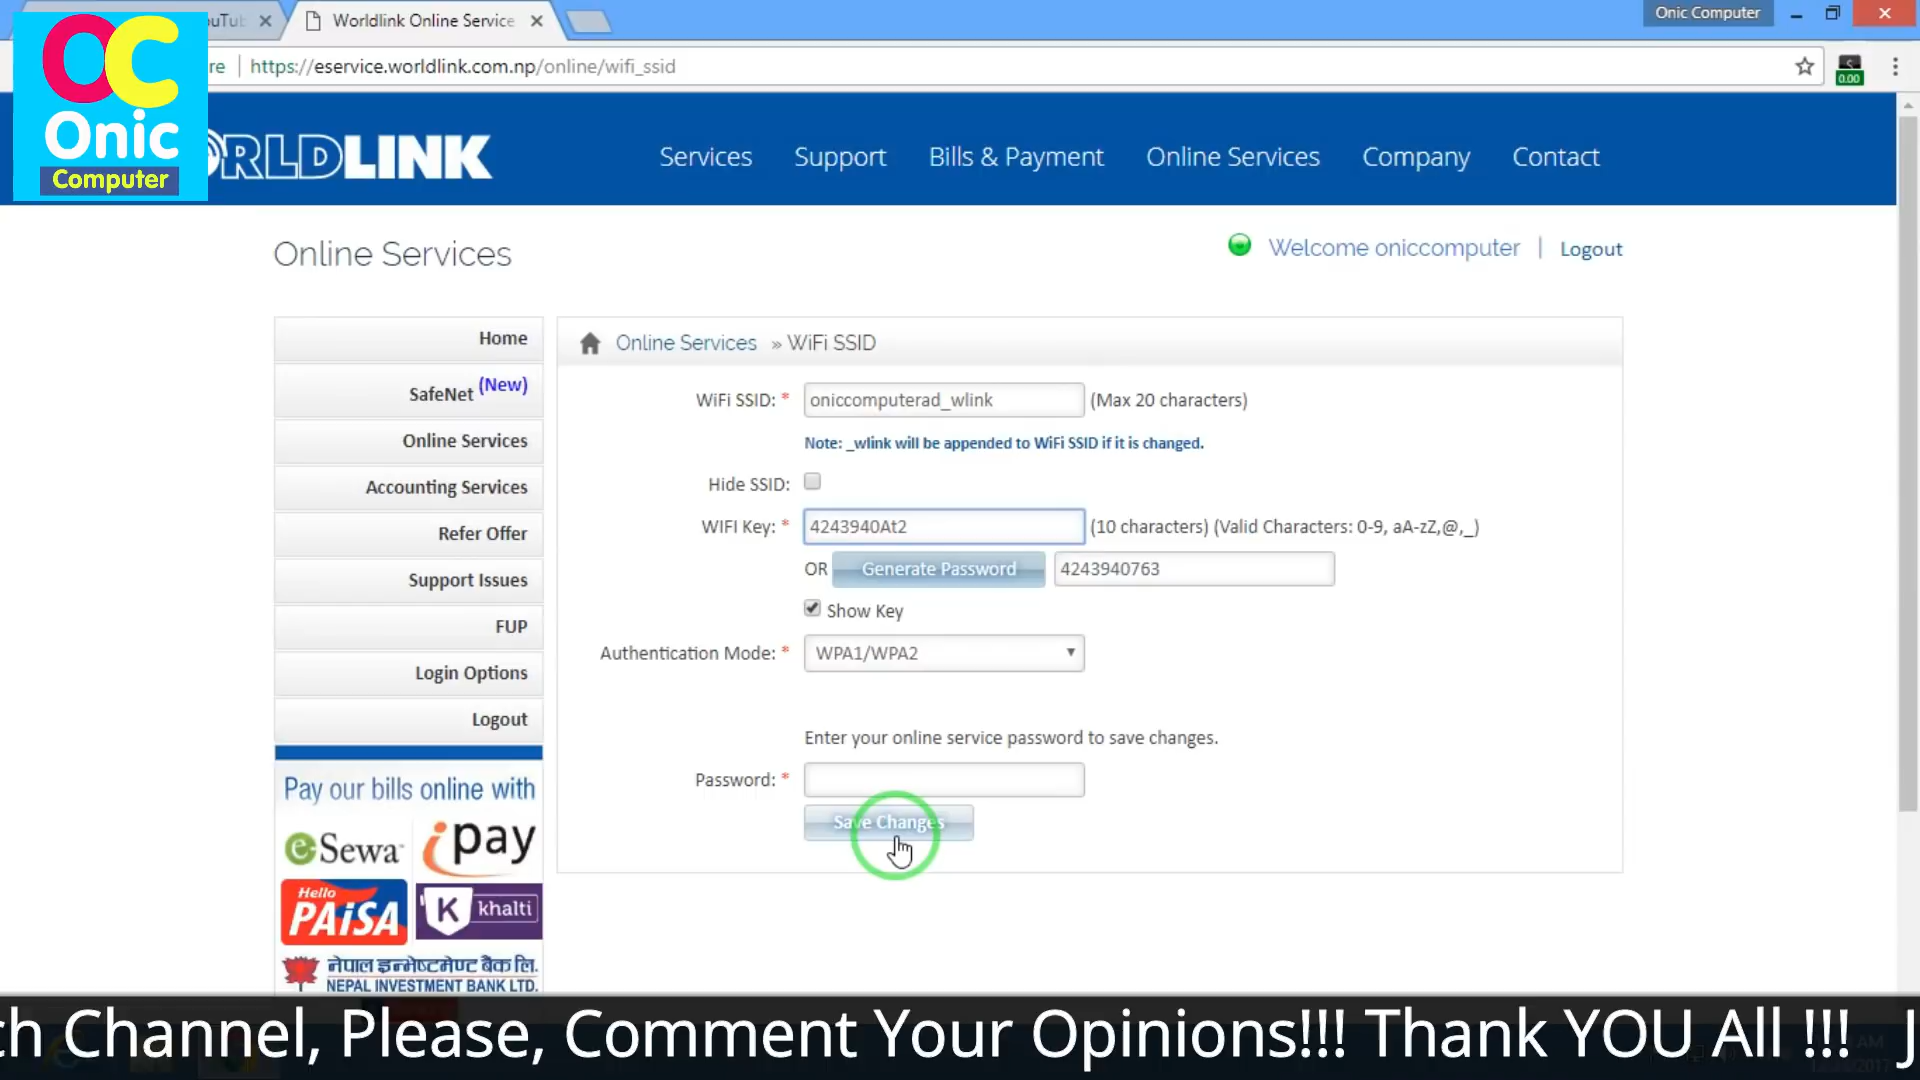 Worldlink Online Service
Onic Computer
https://eservice.worldlink.com.np/online/wifi_ssid
0.00
OC
Onic
Computer
WORLDLINK
Services
Support
Bills & Payment
Online Services
Company
Contact
Online Services
Welcome oniccomputer | Logout
Home
SafeNet (New)
Online Services
Accounting Services
Refer Offer
Support Issues
FUP
Login Options
Logout
Pay our bills online with
eSewa
ipay
Hello
PAiSA
K khalti
नेपाल इन्भेष्टमेण्ट बैंक लि.
NEPAL INVESTMENT BANK LTD.
Online Services » WiFi SSID
WiFi SSID: * oniccomputerad_wlink (Max 20 characters)
Note: _wlink will be appended to WiFi SSID if it is changed.
Hide SSID:
WIFI Key: * 4243940At2 (10 characters) (Valid Characters: 0-9, aA-zZ,@,_)
OR Generate Password 4243940763
Show Key
Authentication Mode: * WPA1/WPA2
Enter your online service password to save changes.
Password: *
Save Changes
ch Channel, Please, Comment Your Opinions!!! Thank YOU All !!! J